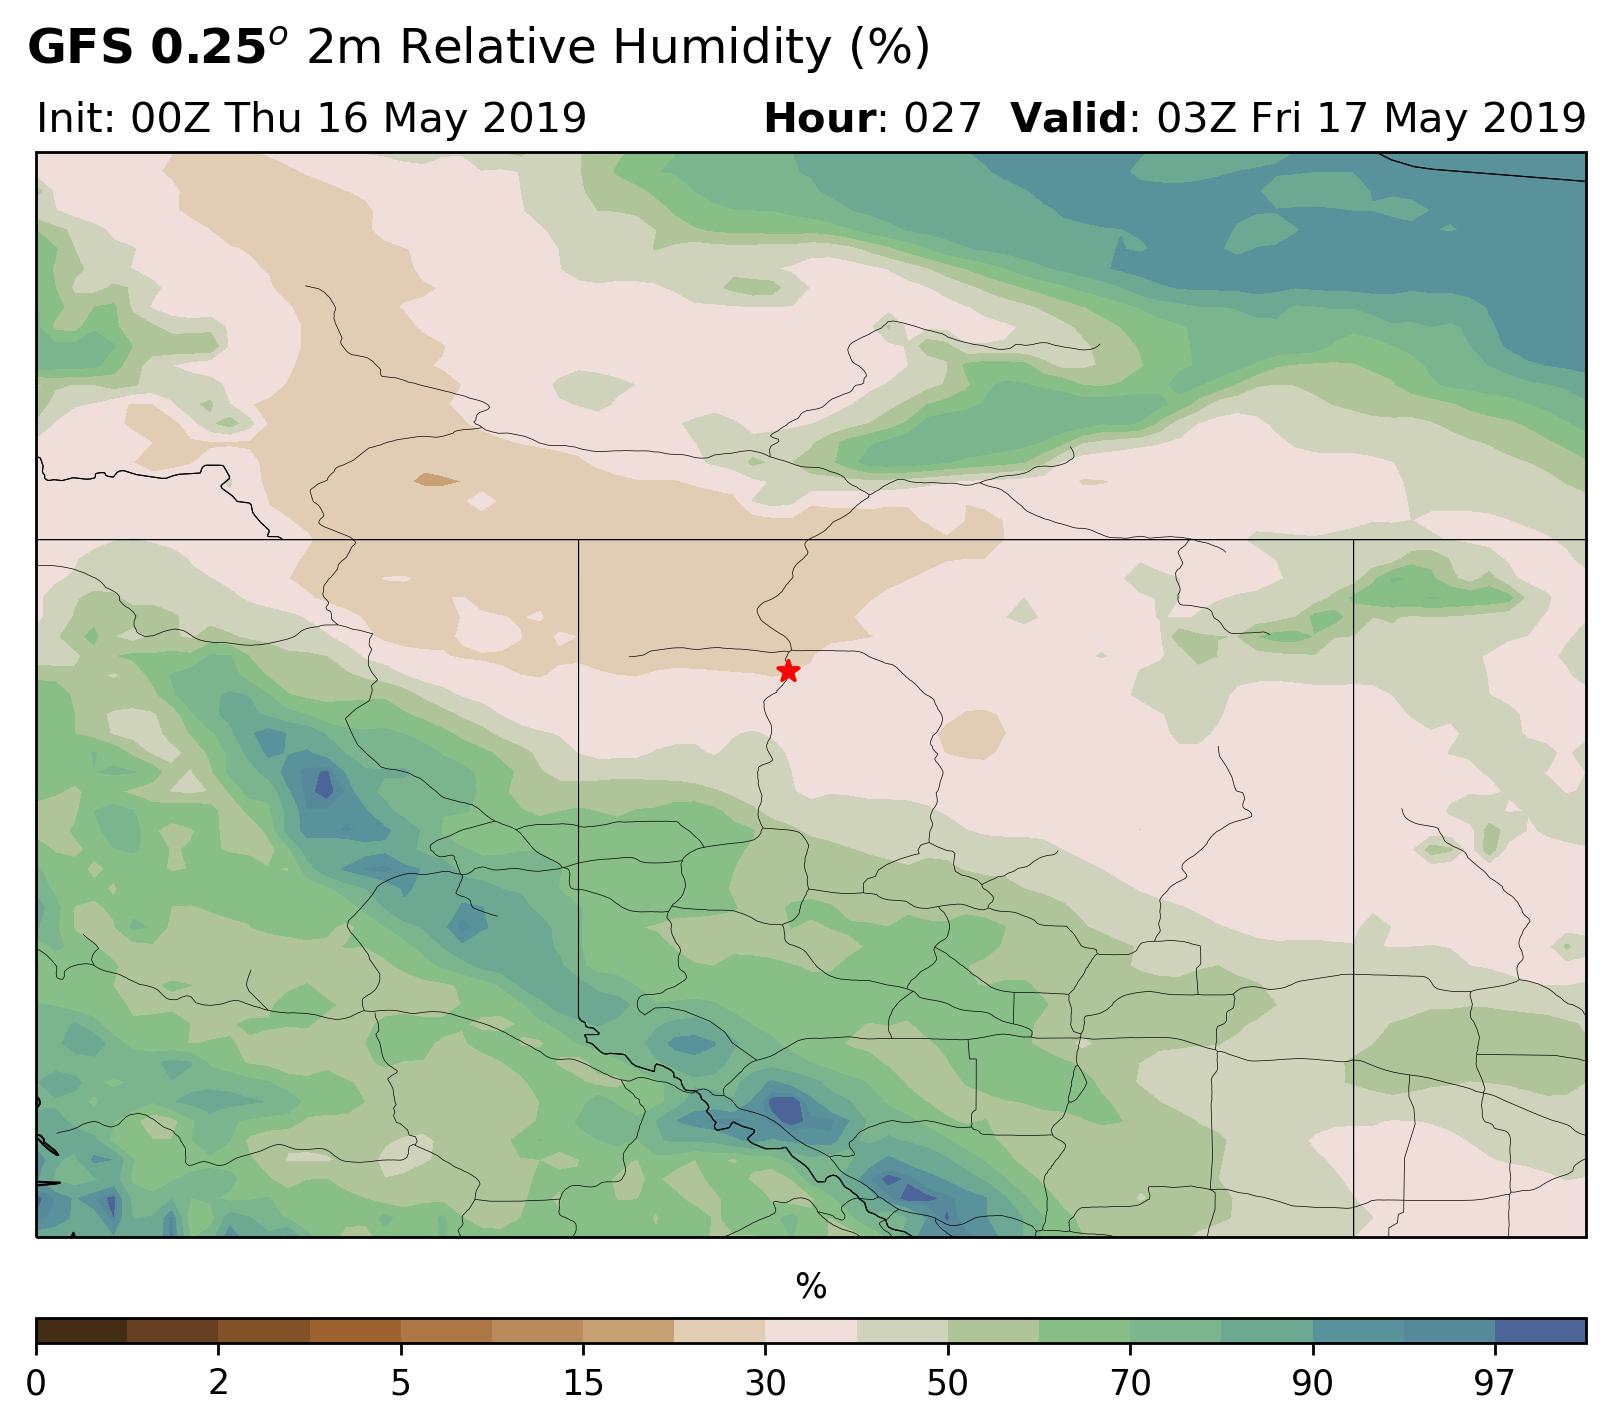 GFS 0.25° 2m Relative Humidity (%)
Init: 00Z Thu 16 May 2019 Hour: 027 Valid: 03Z Fri 17 May 2019
%
0 2 5 15 30 50 70 90 97